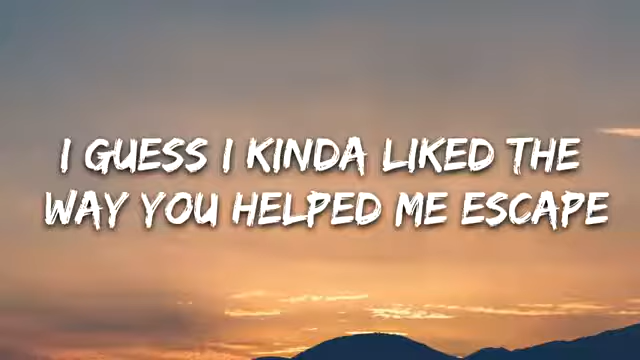 I GUESS I KINDA LIKED THE
WAY YOU HELPED ME ESCAPE